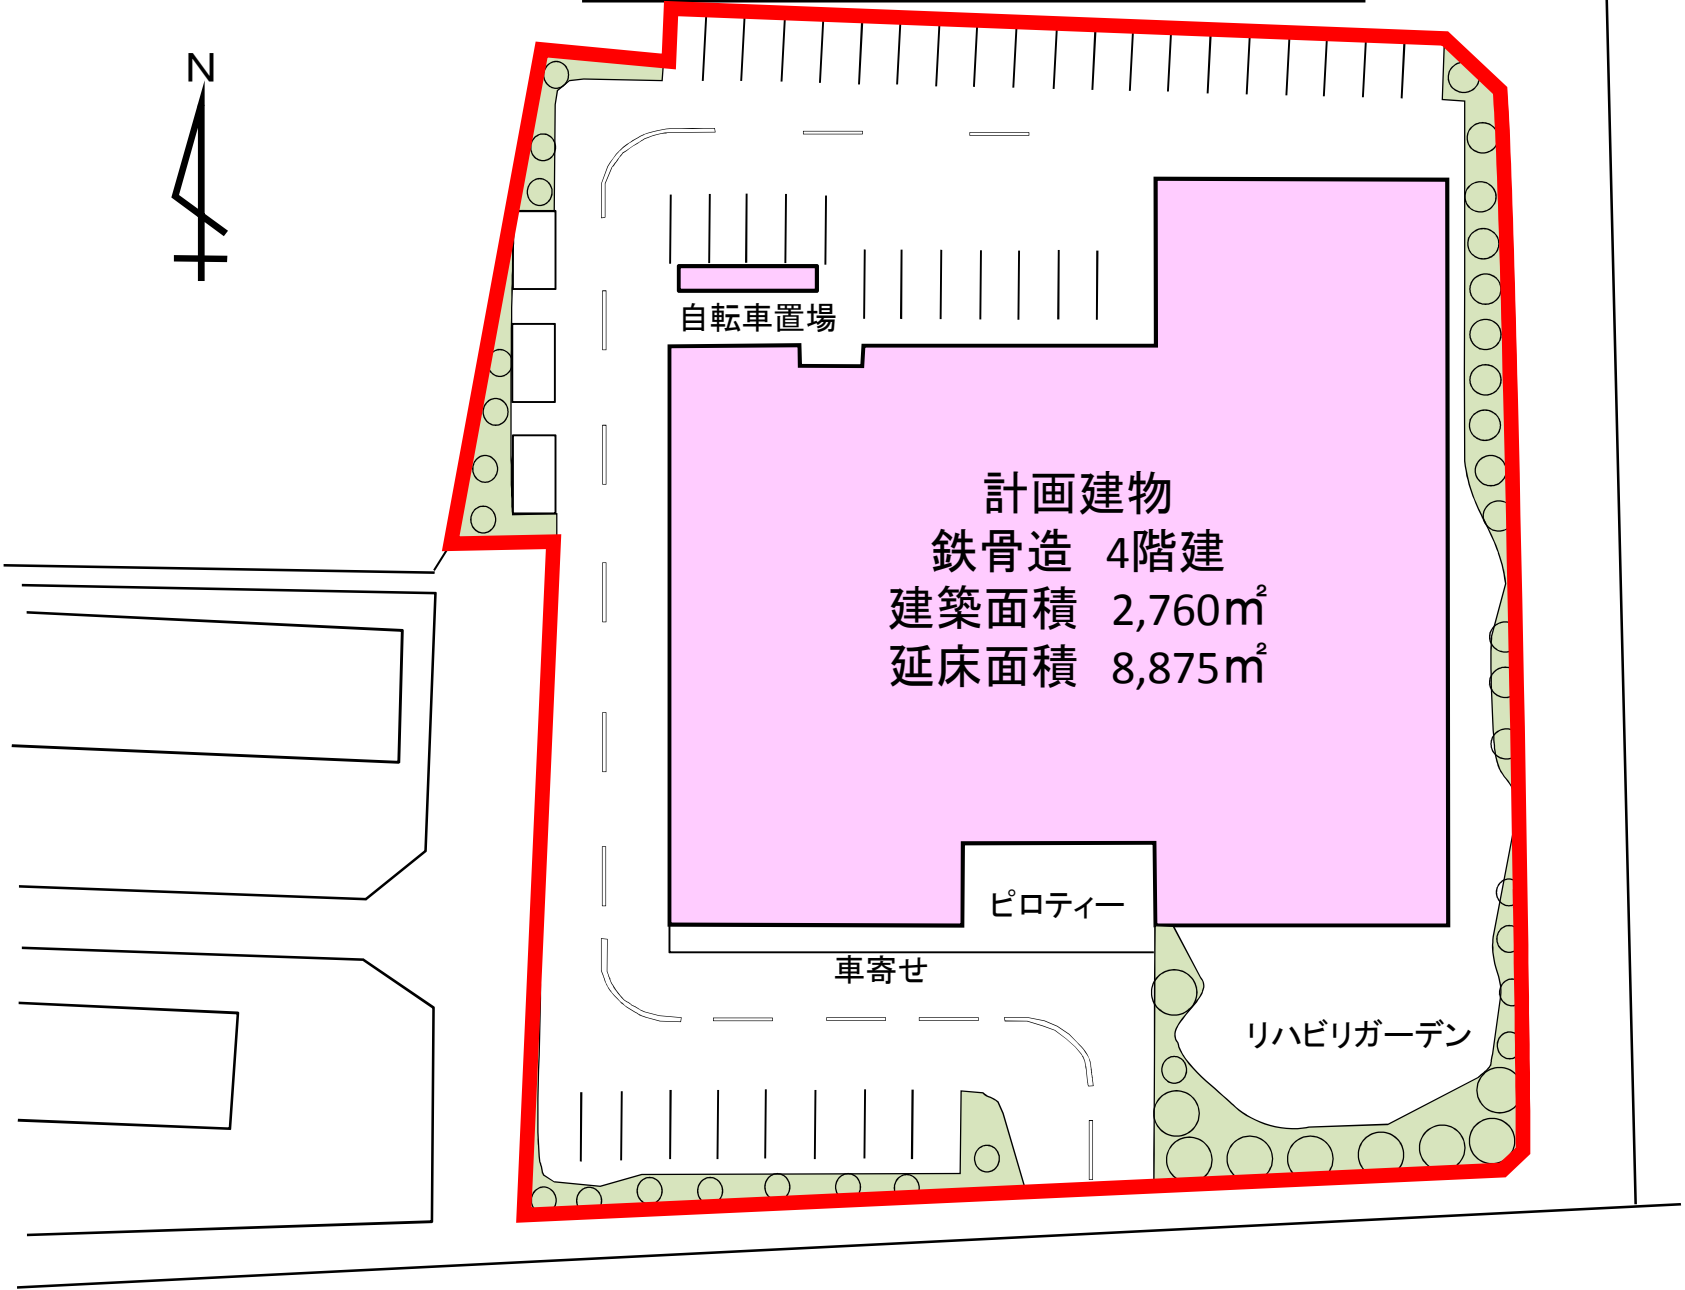 N
自転車置場
計画建物
鉄骨造 4階建
建築面積 2,760㎡
延床面積 8,875㎡
ピロティー
車寄せ
リハビリガーデン